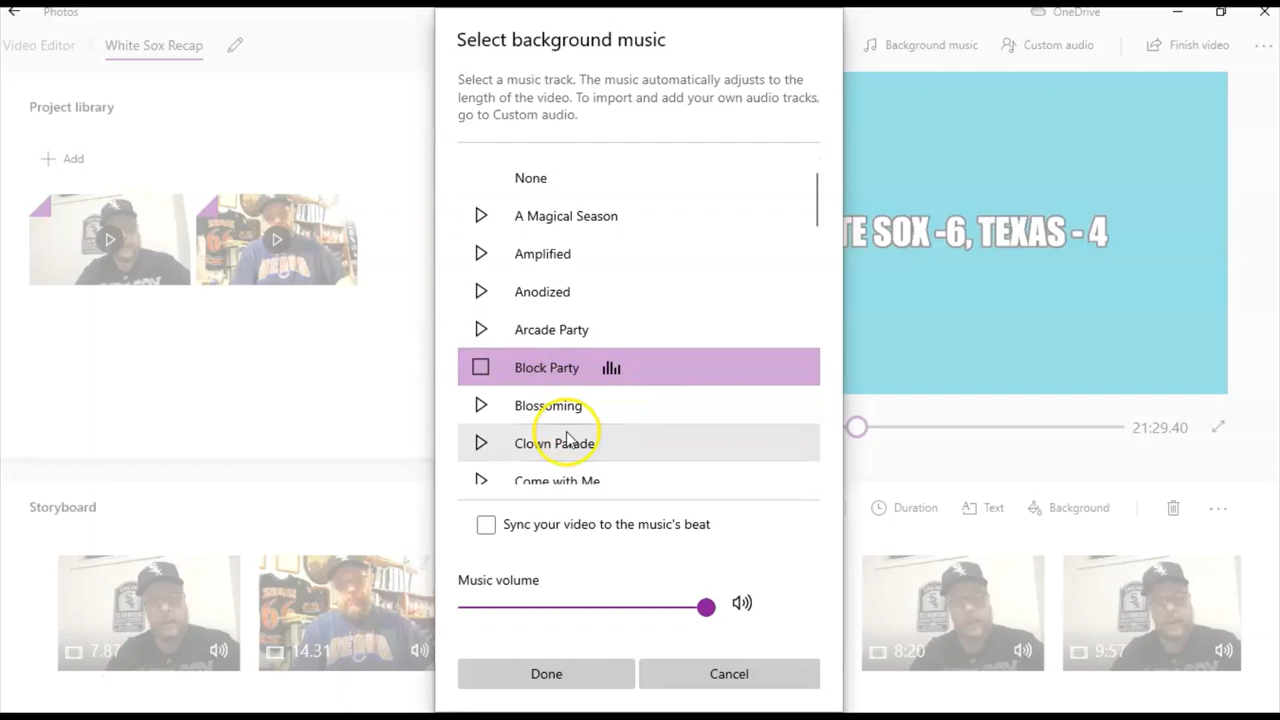 Photos
OneDrive
Video Editor
White Sox Recap
Background music
Custom audio
Finish video
Select background music
Select a music track. The music automatically adjusts to the
length of the video. To import and add your own audio tracks,
go to Custom audio.
Project library
Add
None
A Magical Season
Amplified
Anodized
Arcade Party
Block Party
Blossoming
Clown Parade
Come with Me
TE SOX -6, TEXAS - 4
21:29.40
Sync your video to the music's beat
Music volume
Done
Cancel
Storyboard
Duration
Text
Background
7.87
14.31
8:20
9:57